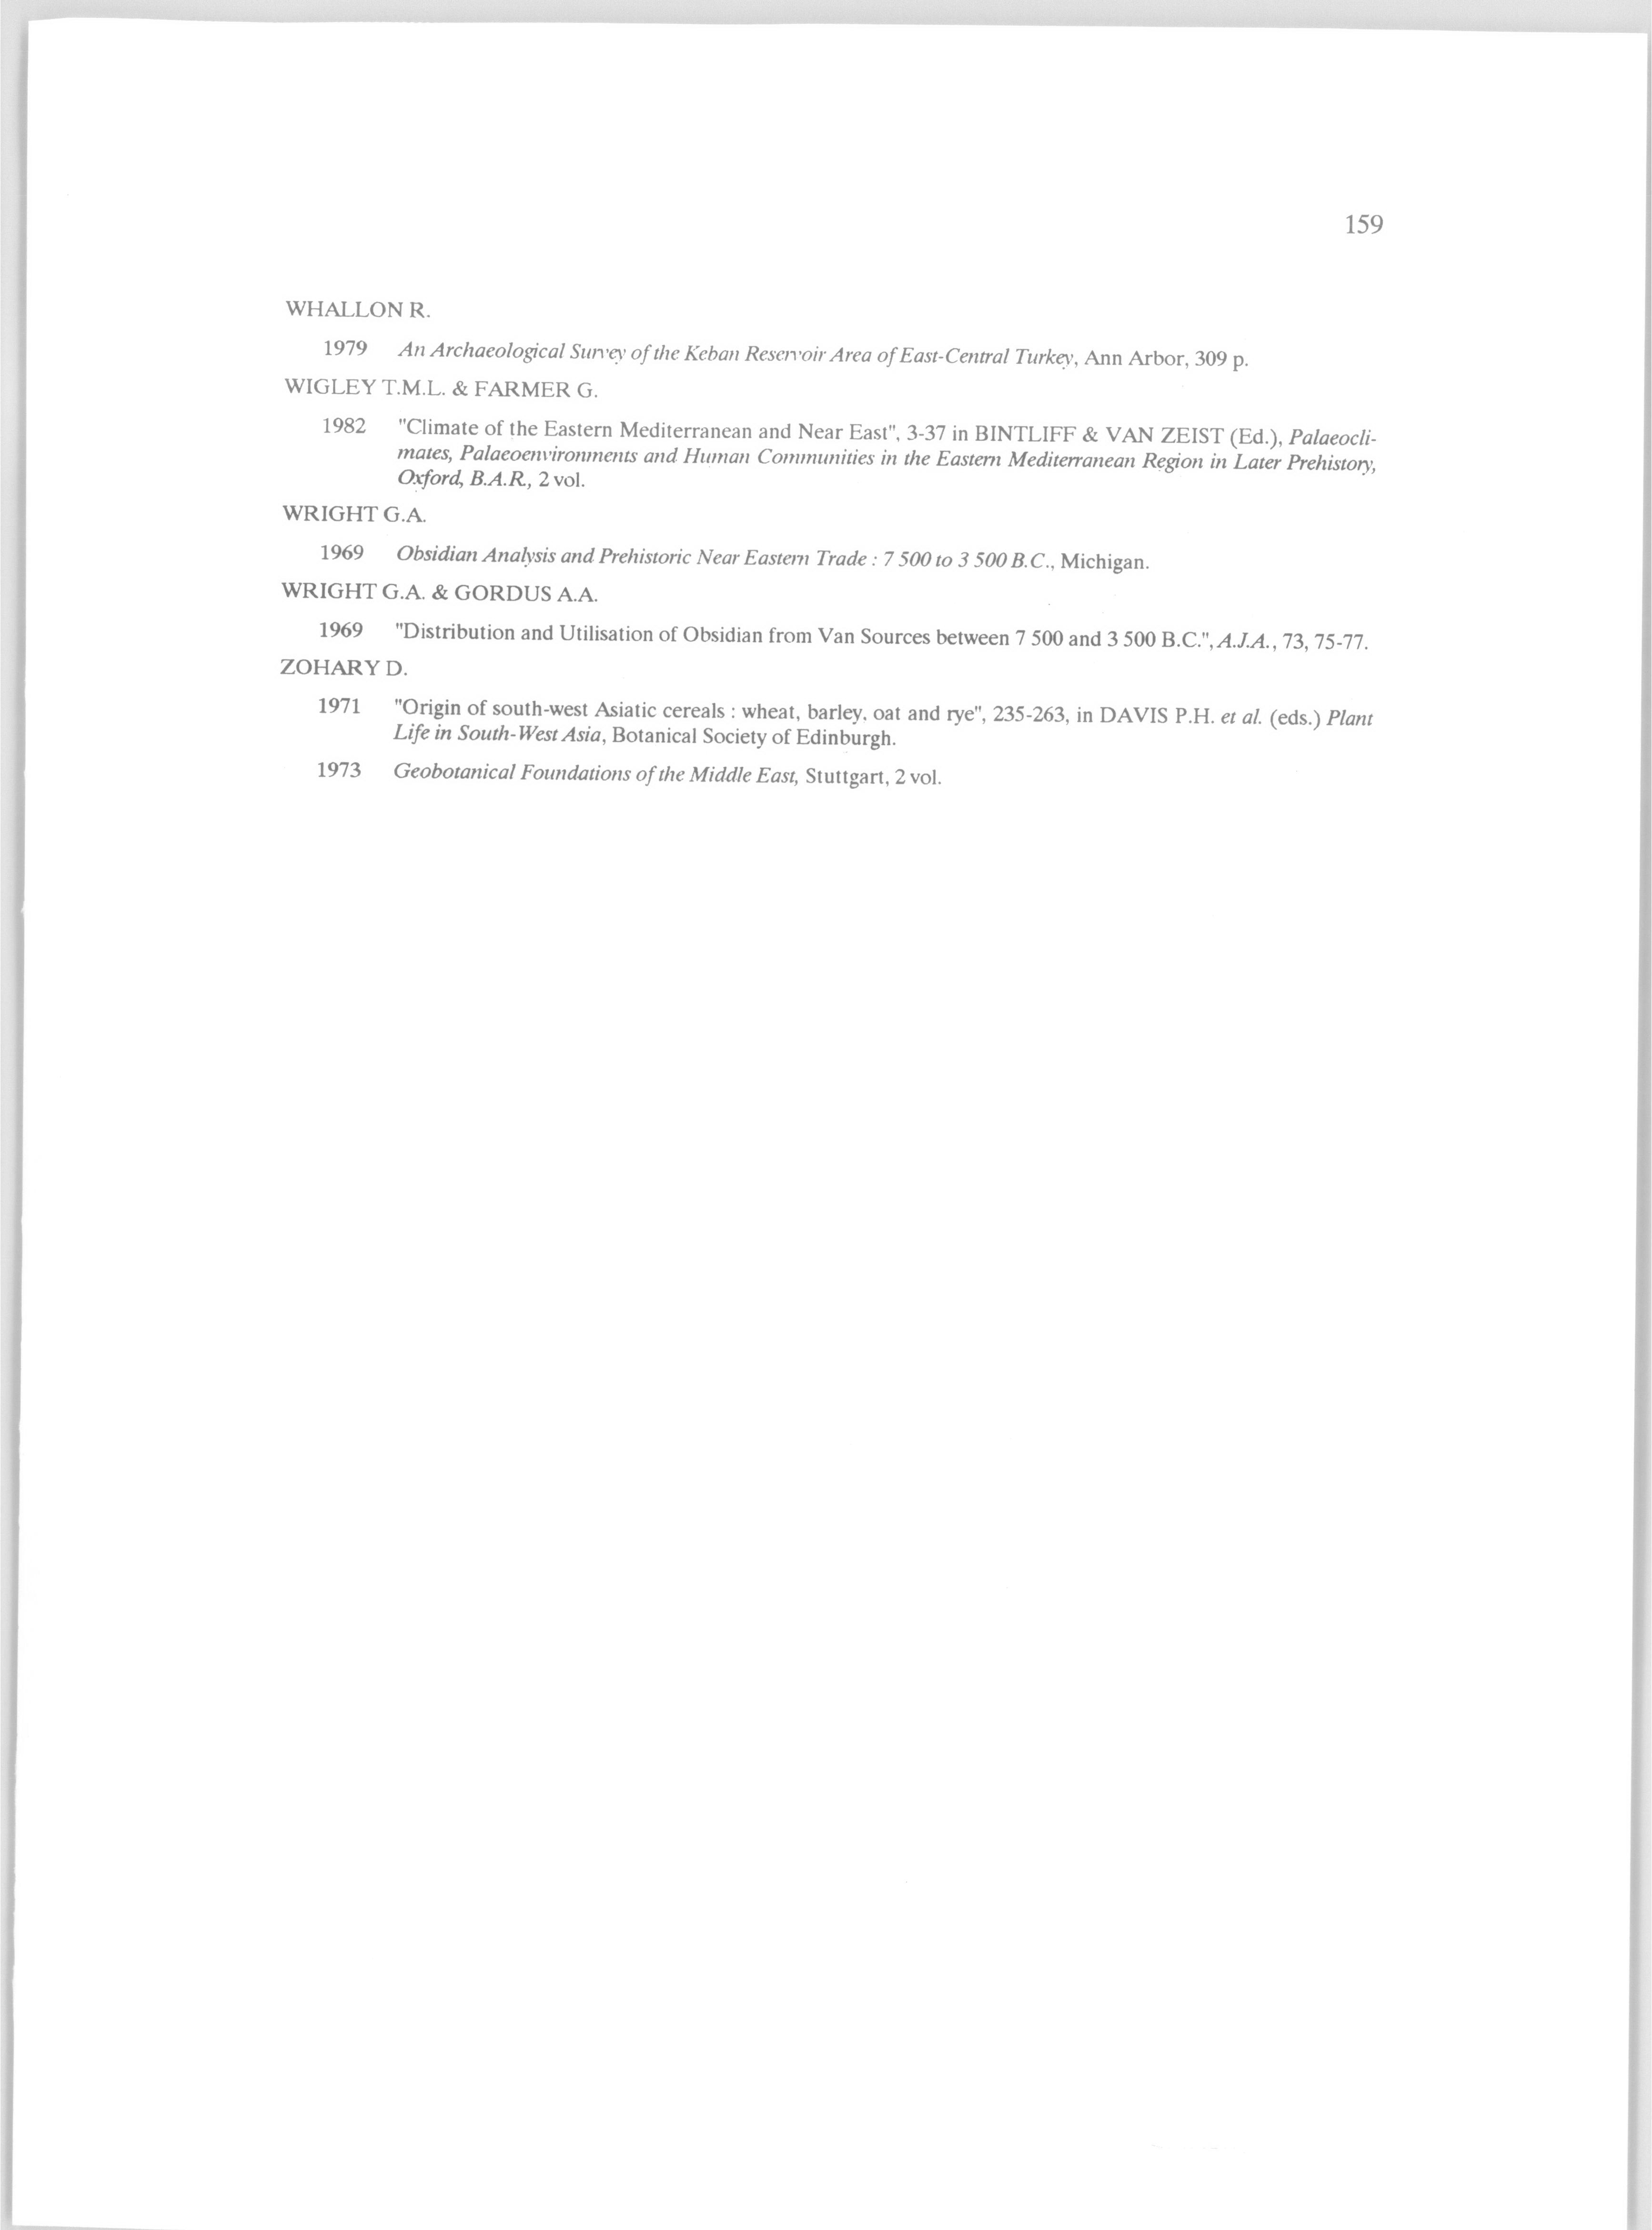 159
WHALLON R.
1979 An Archaeological Survey of the Keban Reservoir Area of East-Central Turkey, Ann Arbor, 309 p.
WIGLEY T.M.L. & FARMER G.
1982 "Climate of the Eastern Mediterranean and Near East", 3-37 in BINTLIFF & VAN ZEIST (Ed.), Palaeocli-
mates, Palaeoenvironments and Human Communities in the Eastern Mediterranean Region in Later Prehistory,
Oxford, B.A.R., 2 vol.
WRIGHT G.A.
1969 Obsidian Analysis and Prehistoric Near Eastern Trade : 7 500 to 3 500 B.C., Michigan.
WRIGHT G.A. & GORDUS A.A.
1969 "Distribution and Utilisation of Obsidian from Van Sources between 7 500 and 3 500 B.C.", A.J.A., 73, 75-77.
ZOHARY D.
1971 "Origin of south-west Asiatic cereals : wheat, barley, oat and rye", 235-263, in DAVIS P.H. et al. (eds.) Plant
Life in South-West Asia, Botanical Society of Edinburgh.
1973 Geobotanical Foundations of the Middle East, Stuttgart, 2 vol.